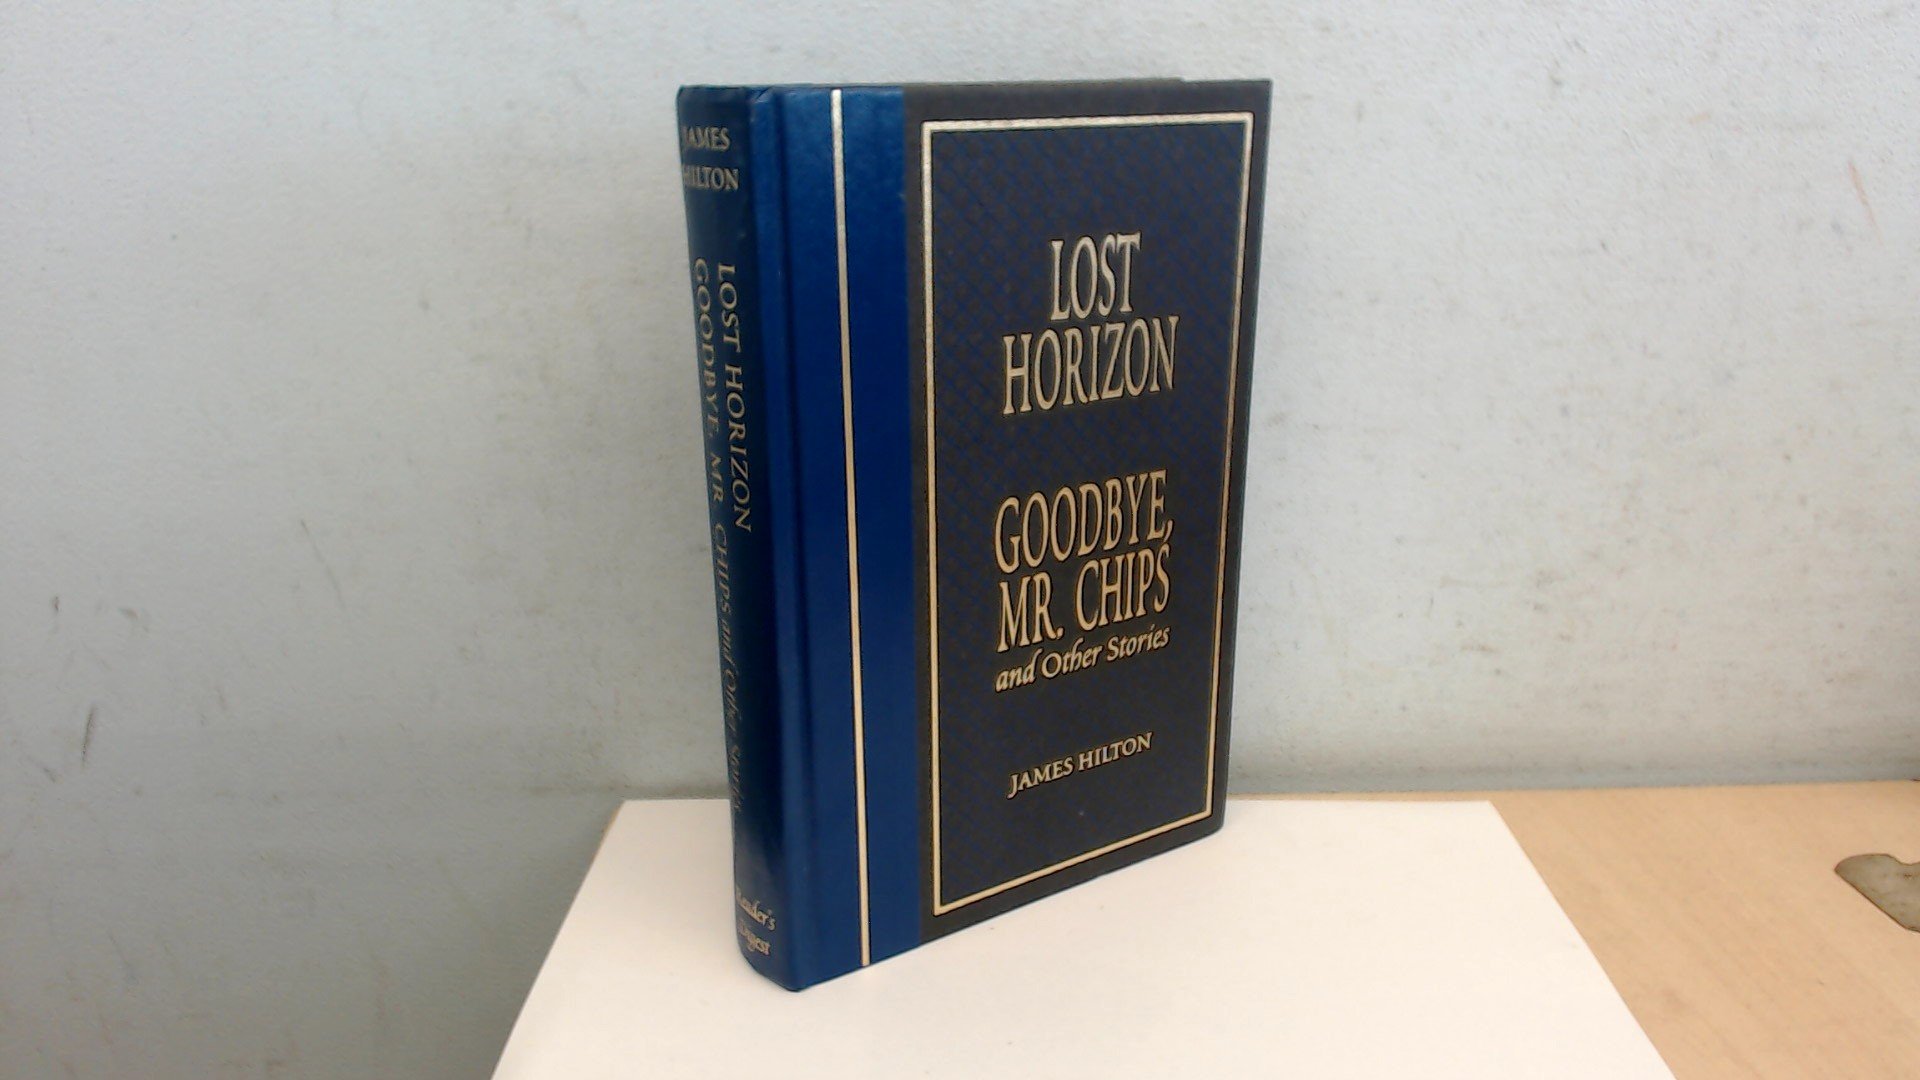 JAMES
HILTON
LOST HORIZON
GOODBYE, MR. CHIPS and Other Stories
Reader's
Digest
LOST
HORIZON
GOODBYE,
MR. CHIPS
and Other Stories
JAMES HILTON